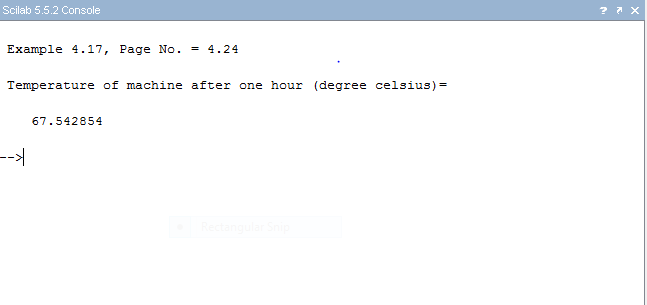 Scilab 5.5.2 Console
Example 4.17, Page No. = 4.24
Temperature of machine after one hour (degree celsius)=
67.542854
-->
Rectangular Snip